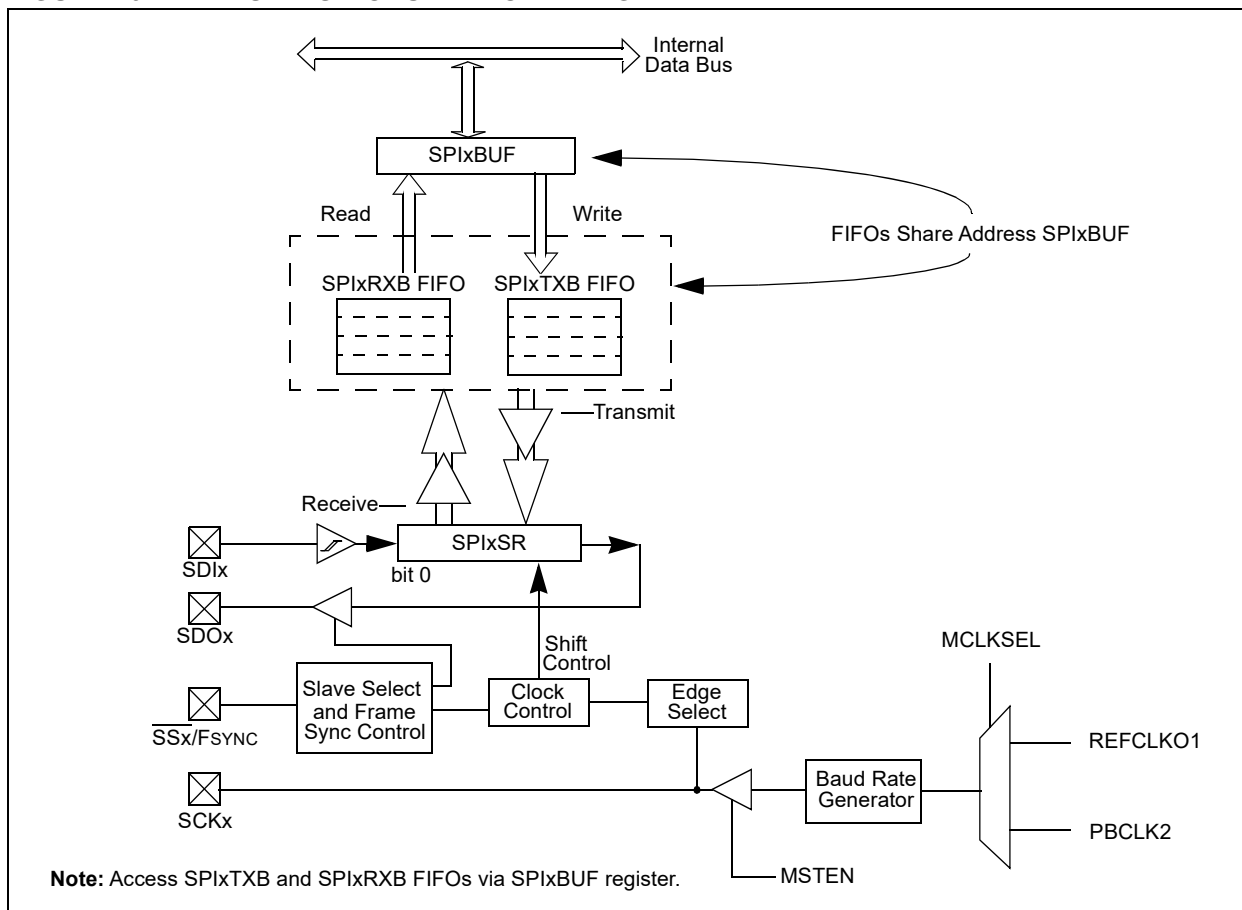 Internal
Data Bus
SPIxBUF
Read
Write
FIFOs Share Address SPIxBUF
SPIxRXB FIFO
SPIxTXB FIFO
Transmit
Receive
SPIxSR
SDIx
bit 0
SDOx
Shift
Control
MCLKSEL
Slave Select
and Frame
Sync Control
Clock
Control
Edge
Select
SSx/FSYNC
REFCLKO1
Baud Rate
Generator
SCKx
PBCLK2
MSTEN
Note: Access SPIxTXB and SPIxRXB FIFOs via SPIxBUF register.